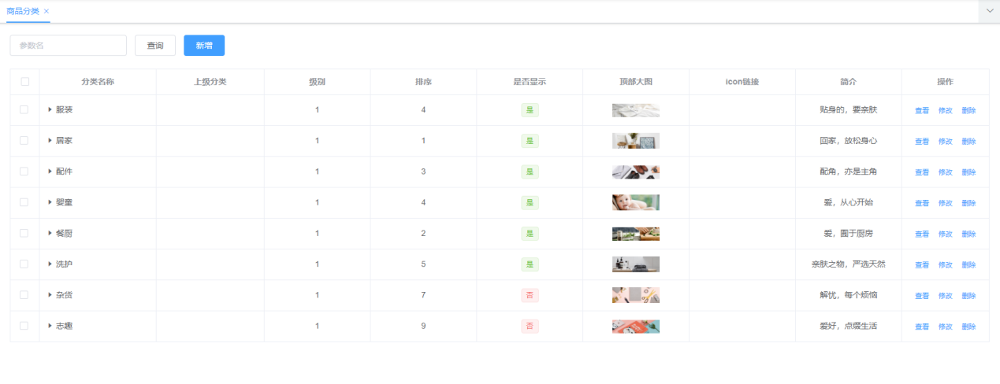 商品分类 ×
参数名 查询 新增
分类名称 上级分类 级别 排序 是否显示 顶部大图 icon链接 简介 操作
服装 1 4 是 贴身的，要亲肤 查看 修改 删除
居家 1 1 是 回家，放松身心 查看 修改 删除
配件 1 3 是 配角，亦是主角 查看 修改 删除
婴童 1 4 是 爱，从心开始 查看 修改 删除
餐厨 1 2 是 爱，囿于厨房 查看 修改 删除
洗护 1 5 是 亲肤之物，严选天然 查看 修改 删除
杂货 1 7 否 解忧，每个烦恼 查看 修改 删除
志趣 1 9 否 爱好，点缀生活 查看 修改 删除